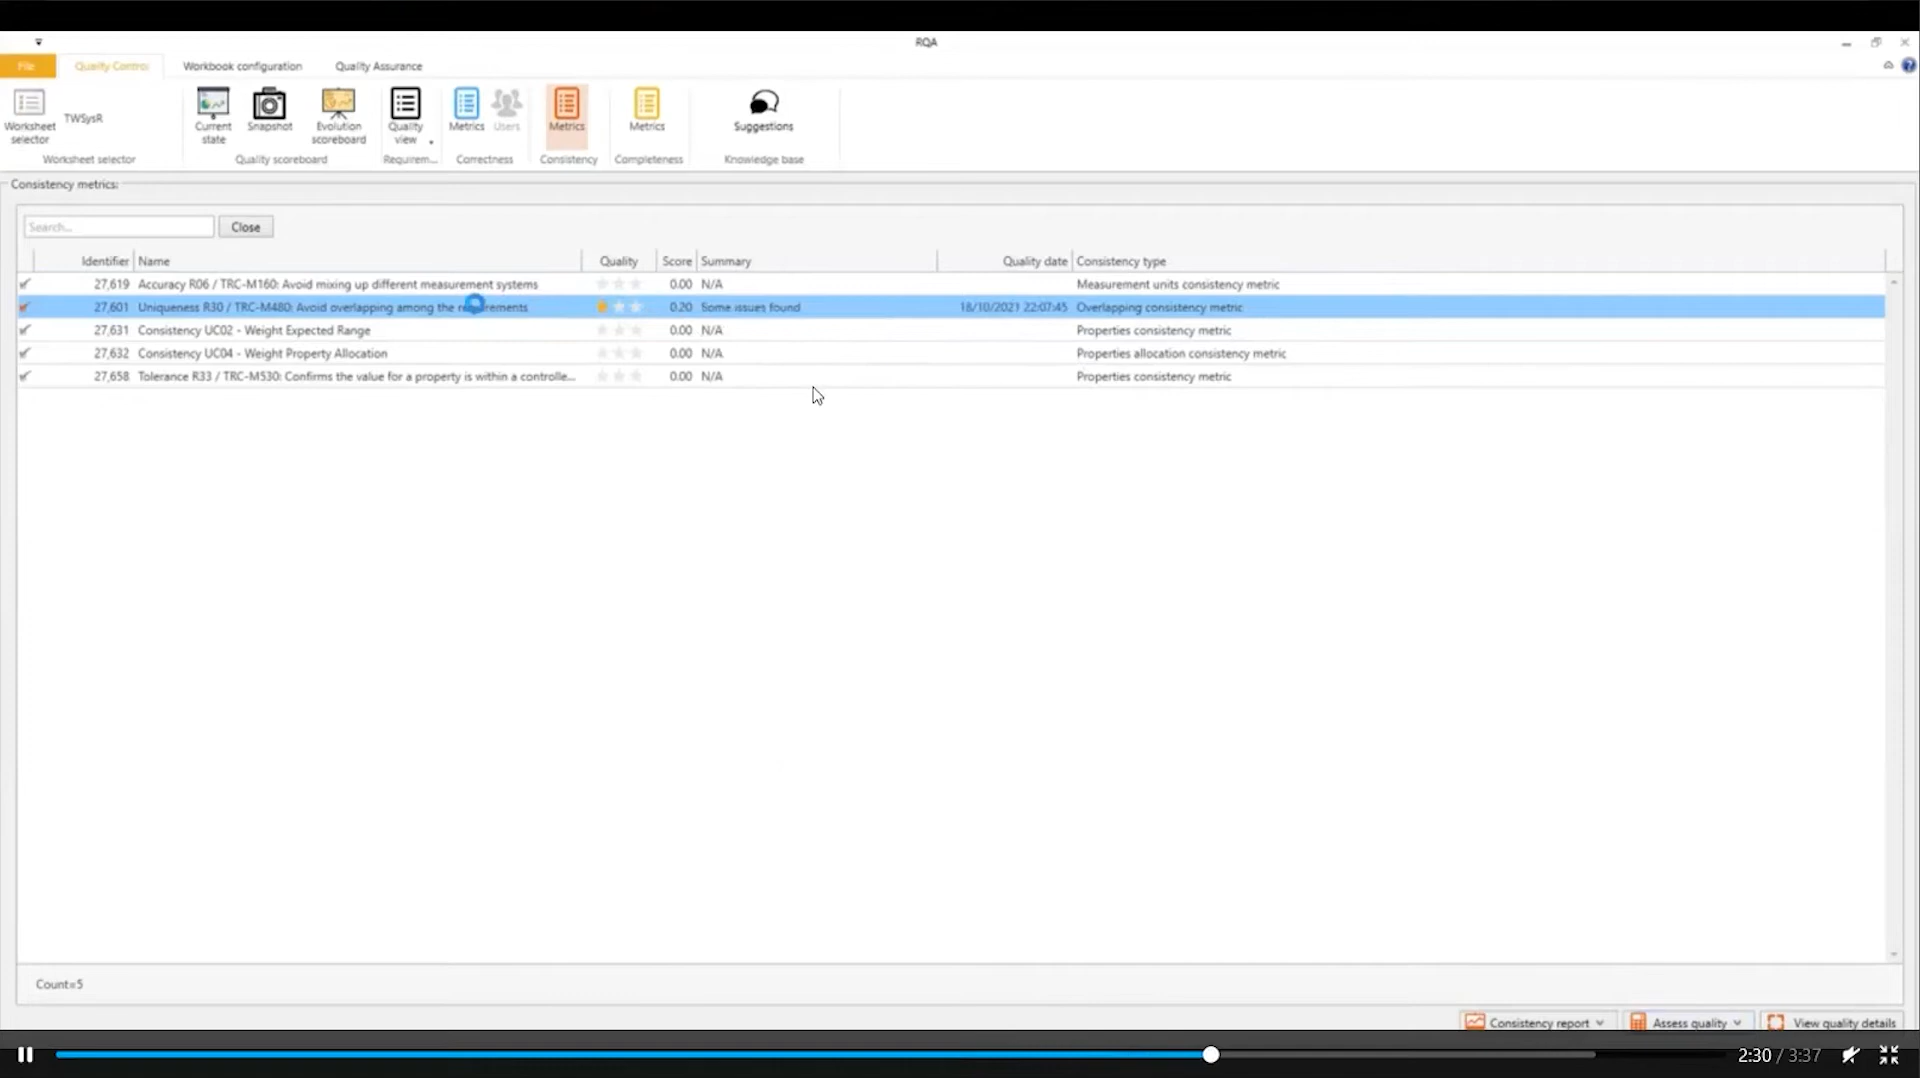 RQA
File Quality Control Workbook configuration Quality Assurance
Worksheet selector TWSysR Current state Snapshot Evolution scoreboard Quality view Metrics Users Metrics Metrics Suggestions
Worksheet selector Quality scoreboard Requirem... Correctness Consistency Completeness Knowledge base
Consistency metrics:
Search... Close
Identifier Name Quality Score Summary Quality date Consistency type
27,619 Accuracy R06 / TRC-M160: Avoid mixing up different measurement systems 0.00 N/A Measurement units consistency metric
27,601 Uniqueness R30 / TRC-M480: Avoid overlapping among the requirements 0.20 Some issues found 18/10/2021 22:07:45 Overlapping consistency metric
27,631 Consistency UC02 - Weight Expected Range 0.00 N/A Properties consistency metric
27,632 Consistency UC04 - Weight Property Allocation 0.00 N/A Properties allocation consistency metric
27,658 Tolerance R33 / TRC-M530: Confirms the value for a property is within a controlle... 0.00 N/A Properties consistency metric
Count=5
Consistency report Assess quality View quality details
2:30 / 3:37